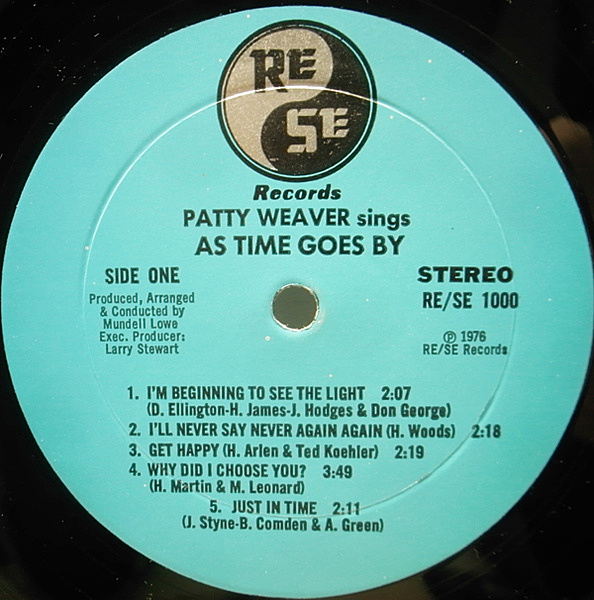 RE
SE
Records
PATTY WEAVER sings
AS TIME GOES BY
SIDE ONE
Produced, Arranged
& Conducted by
Mundell Lowe
Exec. Producer:
Larry Stewart
STEREO
RE/SE 1000
Ⓟ 1976
RE/SE Records
1. I'M BEGINNING TO SEE THE LIGHT 2:07
(D. Ellington-H. James-J. Hodges & Don George)
2. I'LL NEVER SAY NEVER AGAIN AGAIN (H. Woods) 2:18
3. GET HAPPY (H. Arlen & Ted Koehler) 2:19
4. WHY DID I CHOOSE YOU? 3:49
(H. Martin & M. Leonard)
5. JUST IN TIME 2:11
(J. Styne-B. Comden & A. Green)